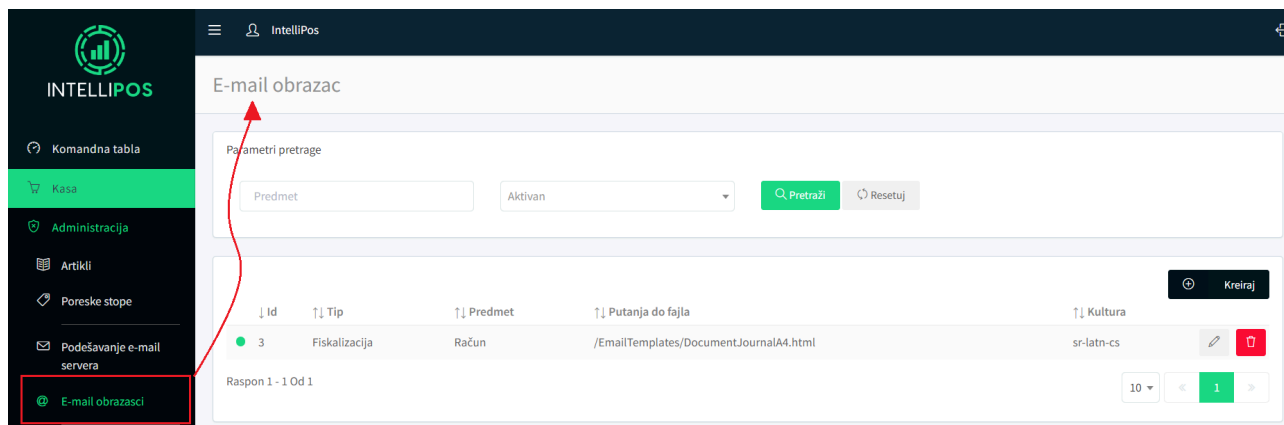 INTELLIPOS
IntelliPos
E-mail obrazac
Komandna tabla
Kasa
Administracija
Artikli
Poreske stope
Podešavanje e-mail
servera
E-mail obrazasci
Parametri pretrage
Predmet Aktivan Pretraži Resetuj
Kreiraj
Id Tip Predmet Putanja do fajla Kultura
3 Fiskalizacija Račun /EmailTemplates/DocumentJournalA4.html sr-latn-cs
Raspon 1 - 1 Od 1
10 « 1 »